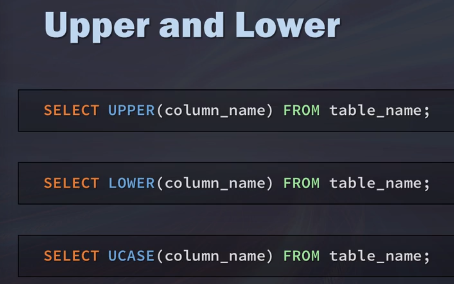 Upper and Lower
SELECT UPPER(column_name) FROM table_name;
SELECT LOWER(column_name) FROM table_name;
SELECT UCASE(column_name) FROM table_name;